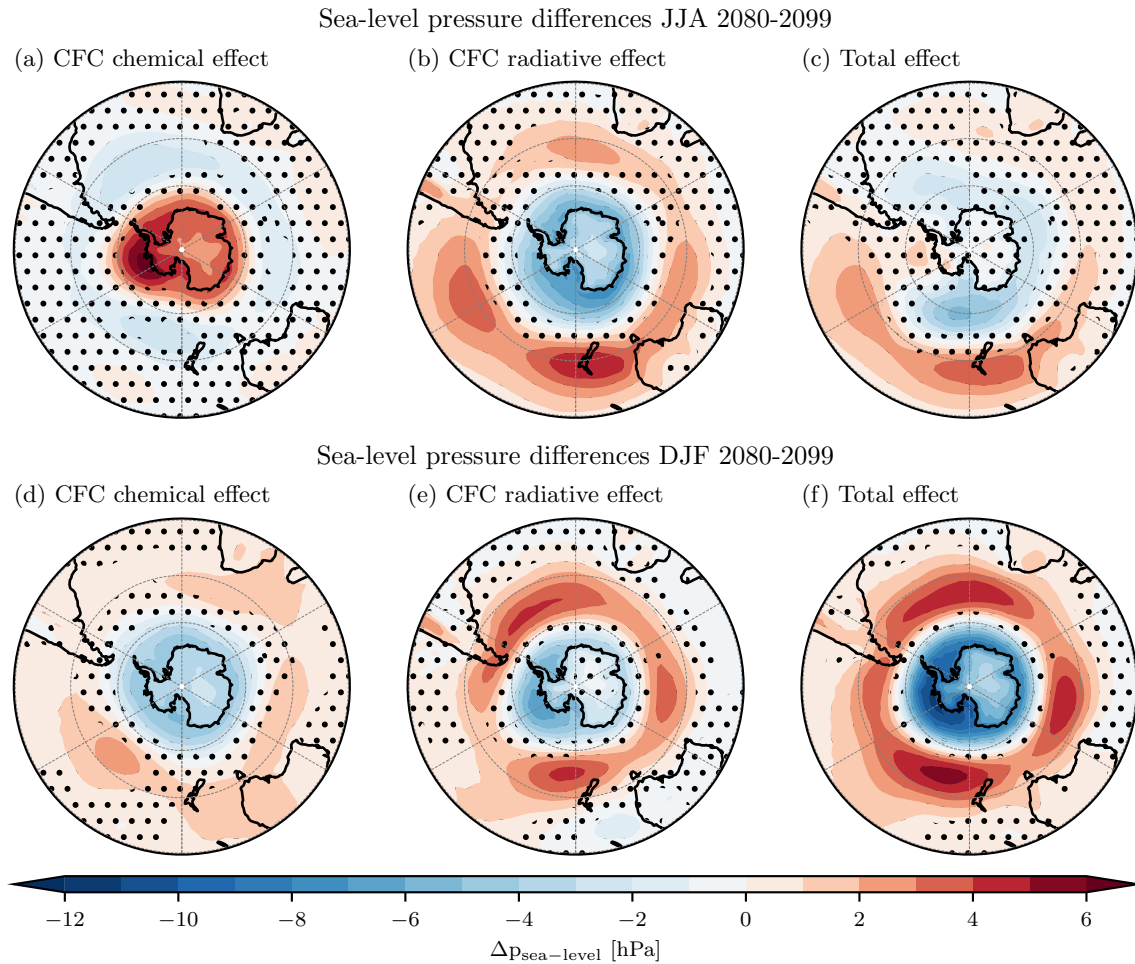 Sea-level pressure differences JJA 2080-2099
(a) CFC chemical effect
(b) CFC radiative effect
(c) Total effect
Sea-level pressure differences DJF 2080-2099
(d) CFC chemical effect
(e) CFC radiative effect
(f) Total effect
−12 −10 −8 −6 −4 −2 0 2 4 6
Δp_sea−level [hPa]